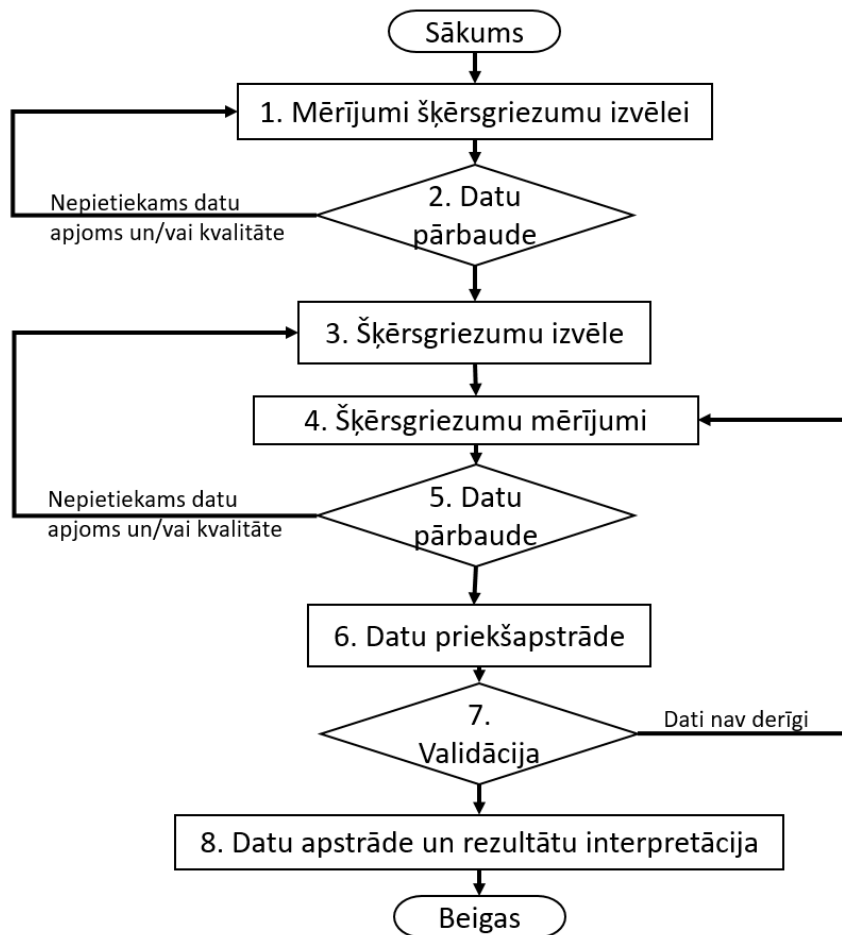 Sākums
1. Mērījumi šķērsgriezumu izvēlei
Nepietiekams datu
apjoms un/vai kvalitāte
2. Datu
pārbaude
3. Šķērsgriezumu izvēle
4. Šķērsgriezumu mērījumi
Nepietiekams datu
apjoms un/vai kvalitāte
5. Datu
pārbaude
6. Datu priekšapstrāde
7.
Validācija
Dati nav derīgi
8. Datu apstrāde un rezultātu interpretācija
Beigas